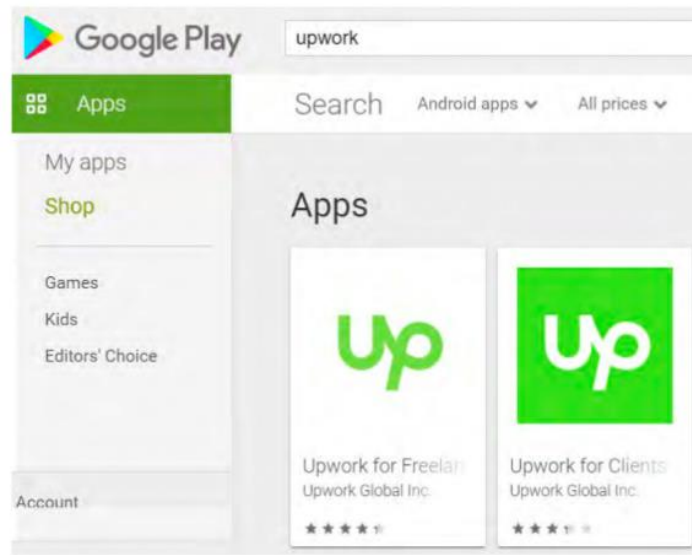 Google Play
upwork
Apps
Search
Android apps
All prices
My apps
Shop
Games
Kids
Editors' Choice
Account
Apps
up
Upwork for Freelan
Upwork Global Inc.
up
Upwork for Clients
Upwork Global Inc.